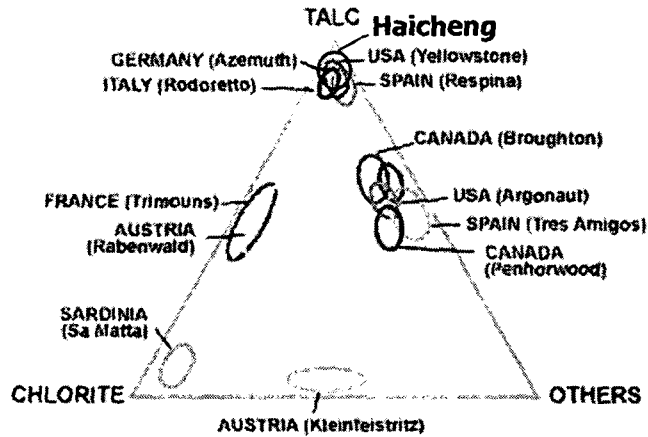 TALC
Haicheng
GERMANY (Azemuth)
USA (Yellowstone)
ITALY (Rodoretto)
SPAIN (Respina)
CANADA (Broughton)
FRANCE (Trimouns)
USA (Argonaut)
AUSTRIA
(Rabenwald)
SPAIN (Tres Amigos)
CANADA
(Penhorwood)
SARDINIA
(Sa Matta)
CHLORITE
OTHERS
AUSTRIA (Kleinfeistritz)